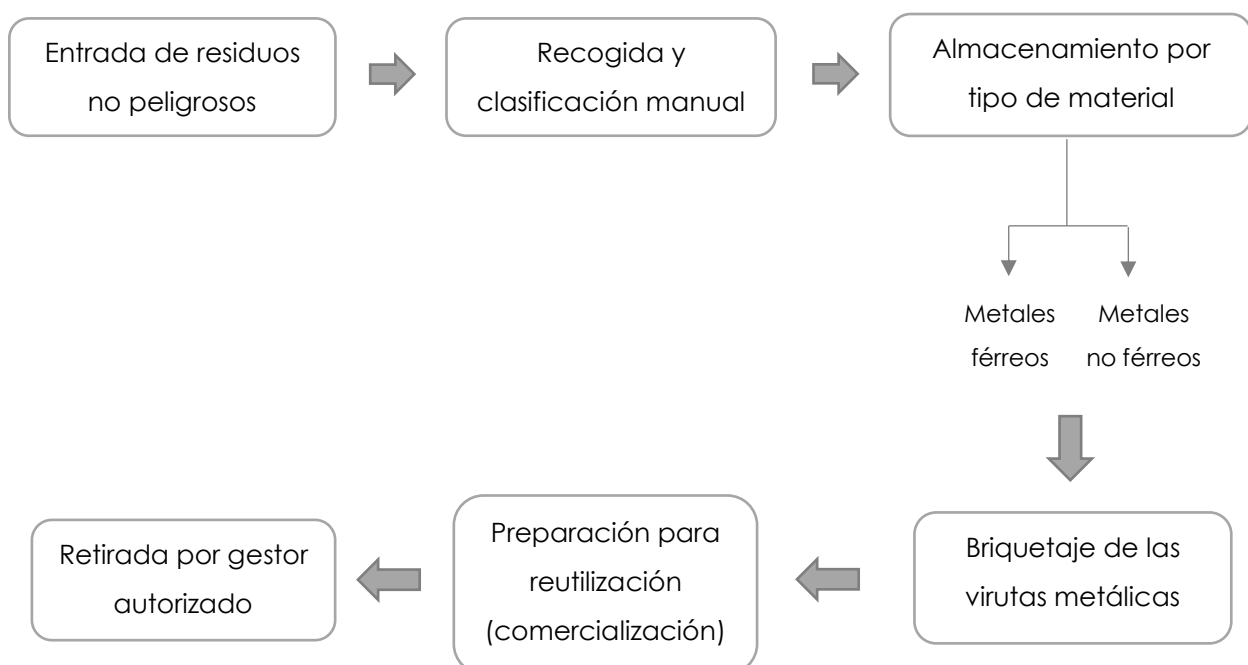 Entrada de residuos
no peligrosos
Recogida y
clasificación manual
Almacenamiento por
tipo de material
Metales
férreos
Metales
no férreos
Briquetaje de las
virutas metálicas
Preparación para
reutilización
(comercialización)
Retirada por gestor
autorizado